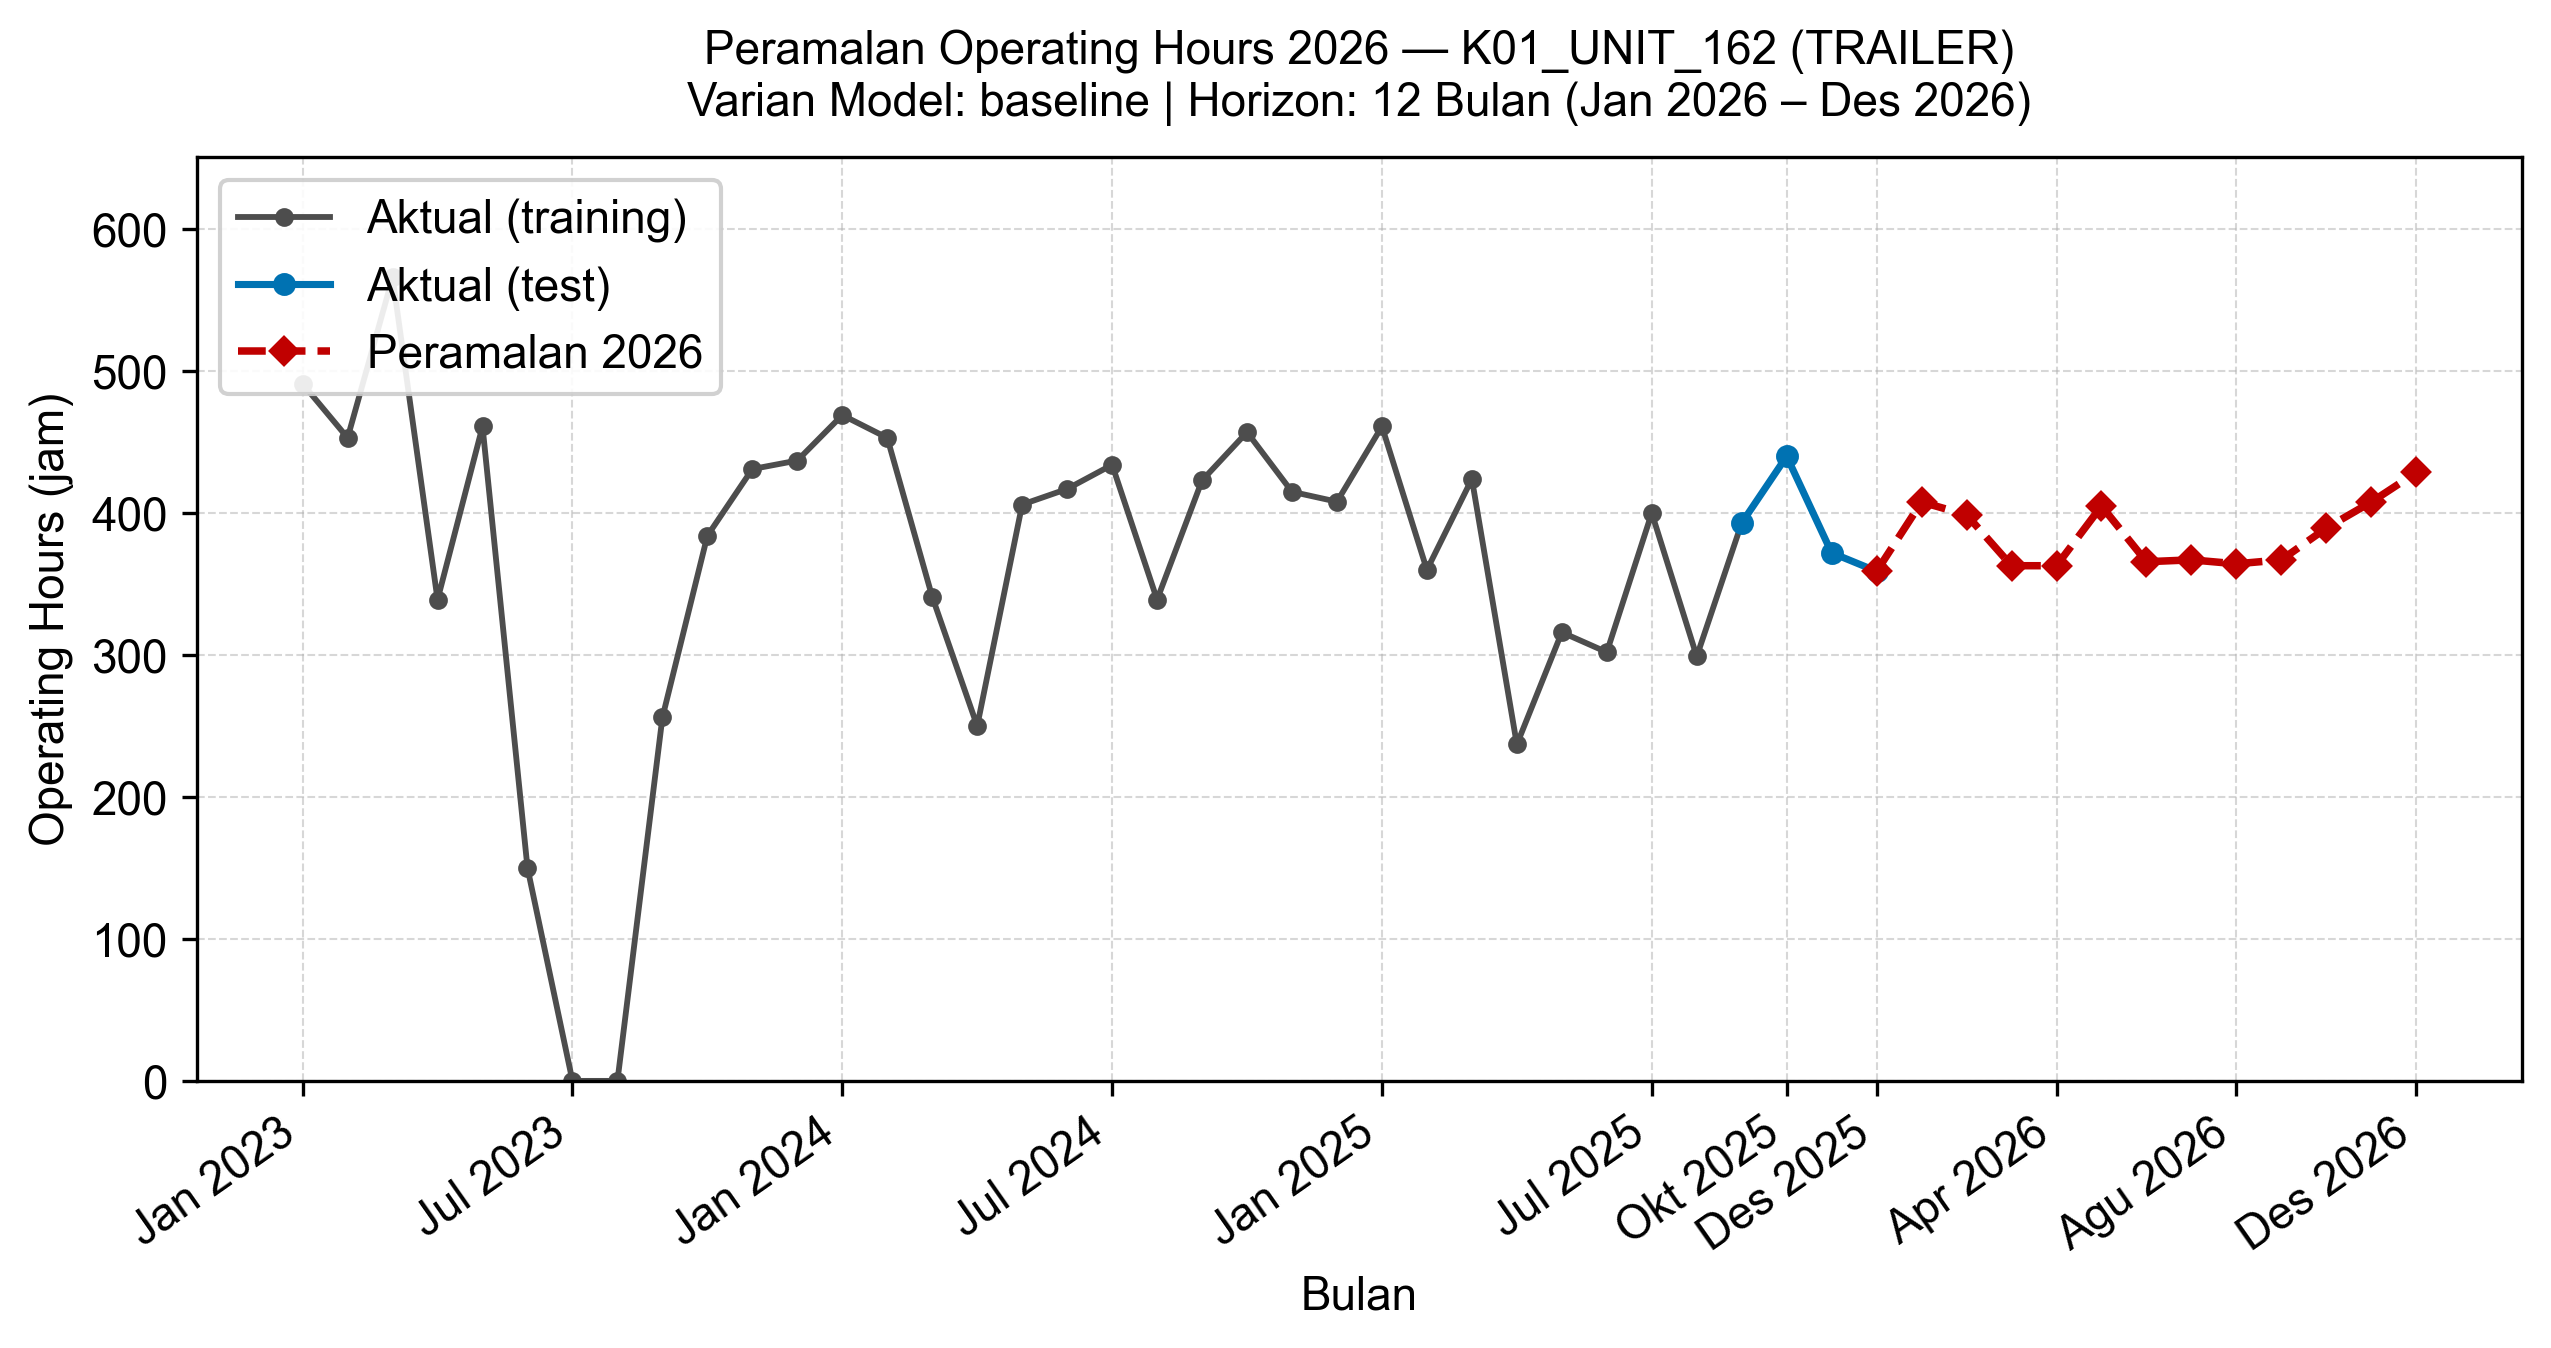 Peramalan Operating Hours 2026 — K01_UNIT_162 (TRAILER)
Varian Model: baseline | Horizon: 12 Bulan (Jan 2026 – Des 2026)
Aktual (training)
Aktual (test)
Peramalan 2026
Operating Hours (jam)
600
500
400
300
200
100
0
Jan 2023
Jul 2023
Jan 2024
Jul 2024
Jan 2025
Jul 2025
Okt 2025
Des 2025
Apr 2026
Agu 2026
Des 2026
Bulan